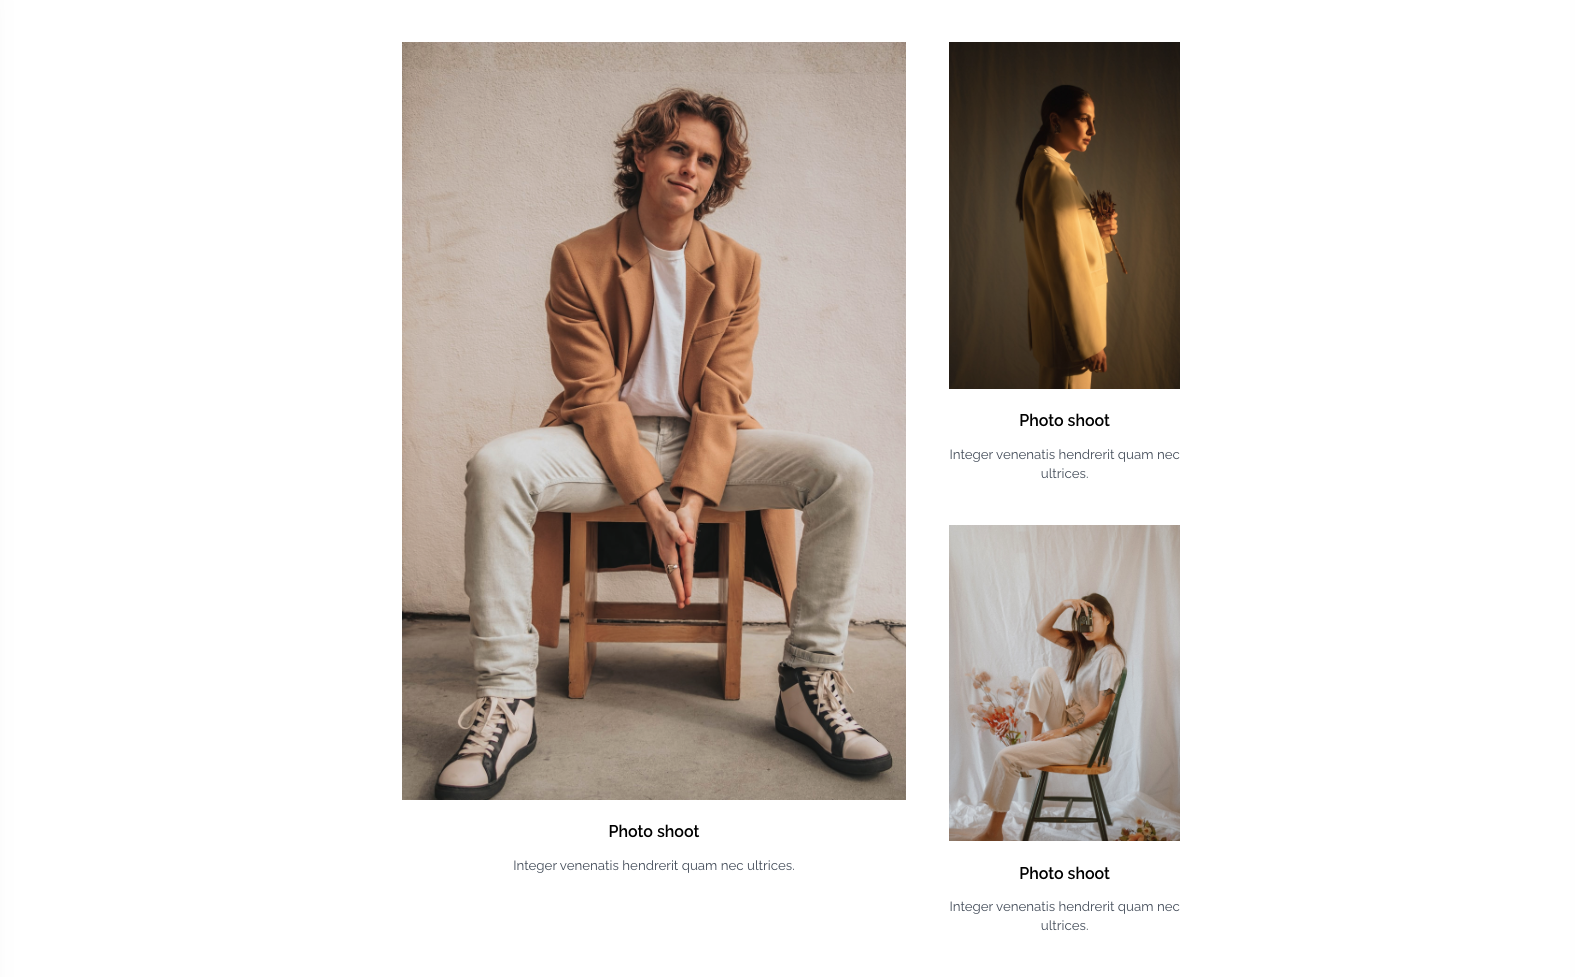 Photo shoot
Integer venenatis hendrerit quam nec ultrices.
Photo shoot
Integer venenatis hendrerit quam nec
ultrices.
Photo shoot
Integer venenatis hendrerit quam nec
ultrices.